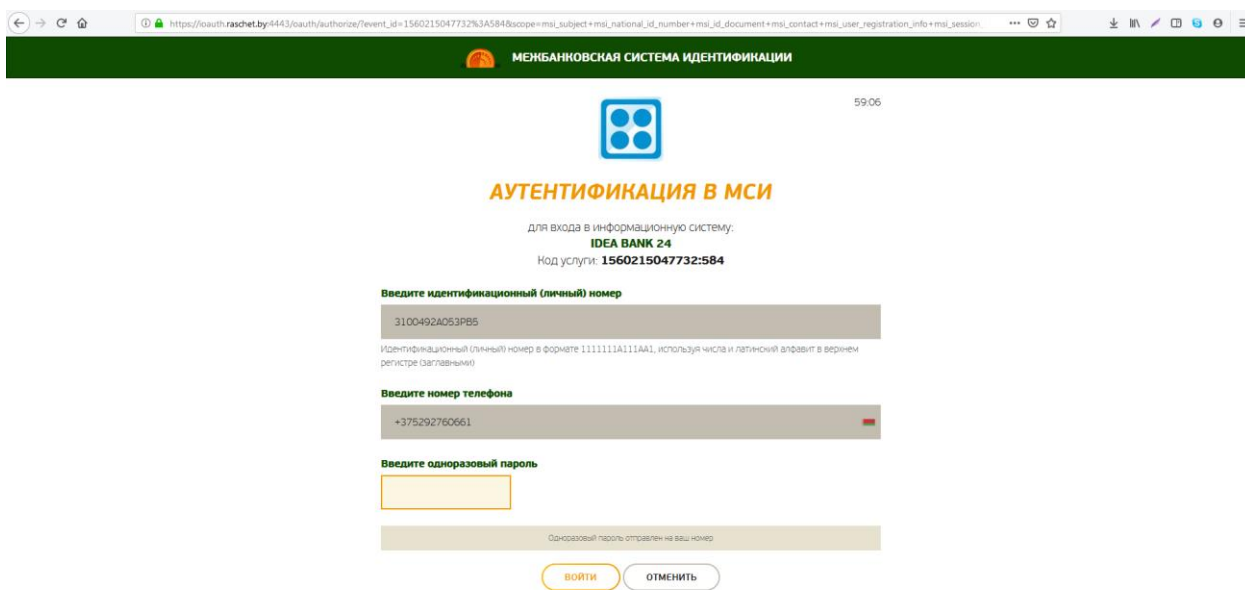 https://ioauth.raschet.by:4443/oauth/authorize/?event_id=1560215047732%3A584&scope=msi_subject+msi_national_id_number+msi_id_document+msi_contact+msi_user_registration_info+msi_session
МЕЖБАНКОВСКАЯ СИСТЕМА ИДЕНТИФИКАЦИИ
59:06
АУТЕНТИФИКАЦИЯ В МСИ
для входа в информационную систему:
IDEA BANK 24
Код услуги: 1560215047732:584
Введите идентификационный (личный) номер
3100492A053PB5
Идентификационный (личный) номер в формате 1111111A111AA1, используя числа и латинский алфавит в верхнем
регистре (заглавными)
Введите номер телефона
+375292760661
Введите одноразовый пароль
Одноразовый пароль отправлен на ваш номер
ВОЙТИ ОТМЕНИТЬ